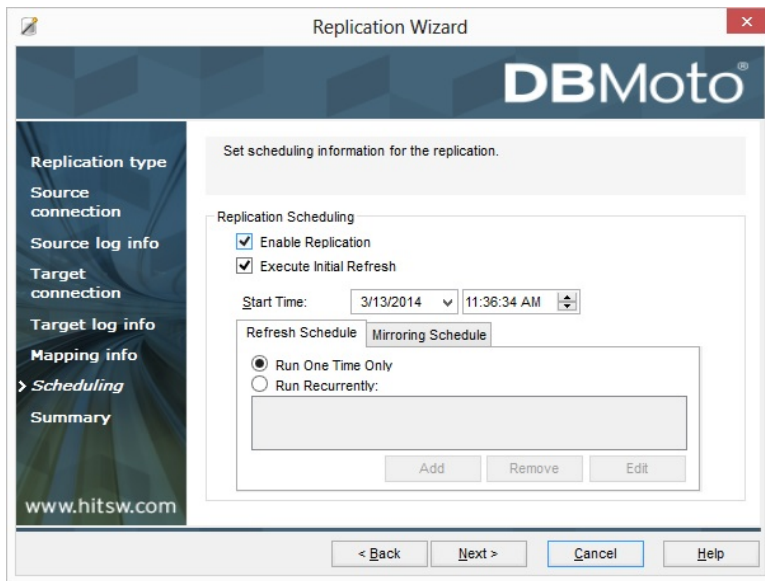 Replication Wizard
DBMoto®
Replication type
Source
connection
Source log info
Target
connection
Target log info
Mapping info
Scheduling
Summary
www.hitsw.com
Set scheduling information for the replication.
Replication Scheduling
Enable Replication
Execute Initial Refresh
Start Time: 3/13/2014 11:36:34 AM
Refresh Schedule Mirroring Schedule
Run One Time Only
Run Recurrently:
Add Remove Edit
< Back Next > Cancel Help